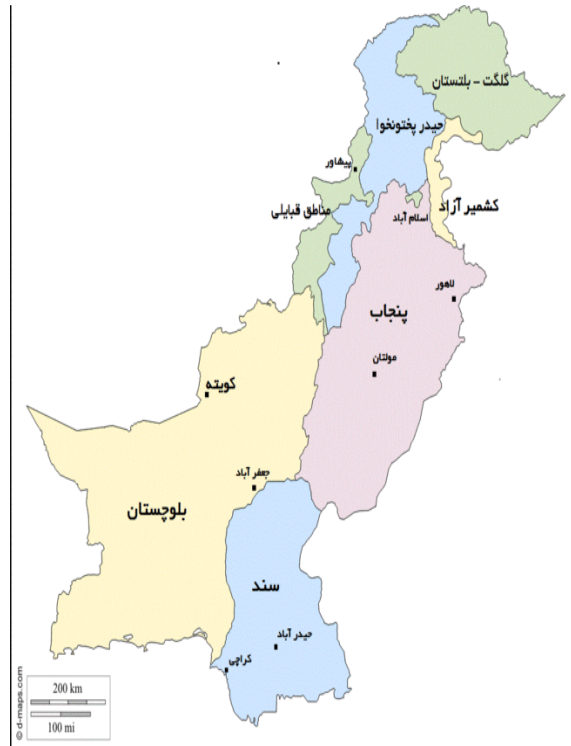 گلگت - بلتستان
حیدر پختونخوا
پیشاور
کشمیر آزاد
مناطق قبایلی
اسلام آباد
لاهور
پنجاب
مولتان
کویته
جعفر آباد
بلوچستان
سند
حیدر آباد
کراچی
200 km
100 mi
© d-maps.com